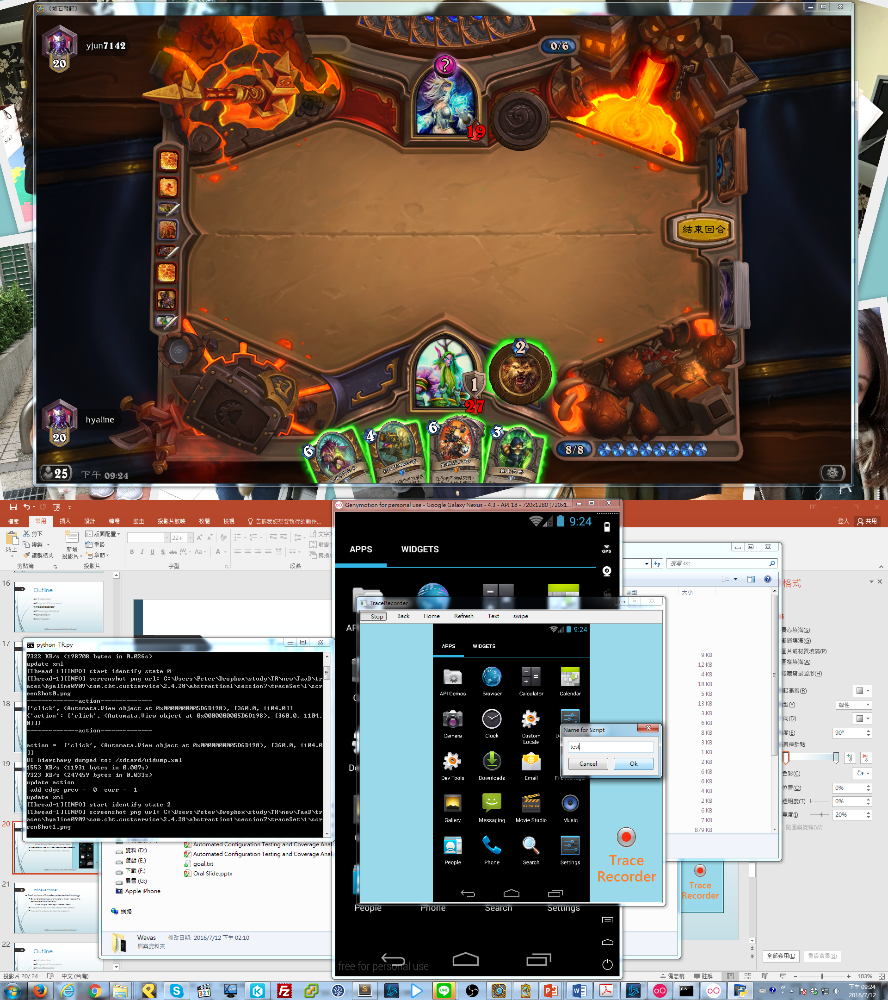 《爐石戰記》
yjun7142
20
0/6
?
19
結束回合
2
1
27
hyaline
20
6
4
6
3
8/8
25
下午 09:24
檔案
常用
插入
設計
轉場
動畫
投影片放映
校閱
檢視
告訴我您想要執行的動作...
登入
共用
貼上
剪下
複製
複製格式
剪貼簿
新增
投影片
版面配置
重設
章節
投影片
22+
字型
段落
16
Outline
17
18
19
20
21
TraceRecorder
22
Outline
Genymotion for personal use - Google Galaxy Nexus - 4.3 - API 18 - 720x1280 (720x1...
9:24
APPS
WIDGETS
GPS
People
Phone
Search
Settings
free for personal use
搜尋 src
類型
大小
9 KB
12 KB
4 KB
18 KB
5 KB
13 KB
3 KB
6 KB
8 KB
3 KB
1 KB
2 KB
6 KB
6 KB
4 KB
2 KB
6 KB
7 KB
879 KB
TraceRecorder
Stop
Back
Home
Refresh
Text
swipe
9:24
APPS
WIDGETS
API Demos
Browser
Calculator
Calendar
Camera
Clock
Custom
Locale
Dev Tools
Downloads
Email
Gallery
Messaging
Movie Studio
Music
People
Phone
Search
Settings
Trace
Recorder
Name for Script
test
Cancel
Ok
python TR.py
7322 KB/s (198708 bytes in 0.026s)
update xml
[Thread-1][INFO] start identify state 0
[Thread-1][INFO] screenshot png url: C:\Users\Peter\Dropbox\study\TR\new\TaaD\tr
aces\hyaline0909\com.cht.custservice\2.4.28\abstraction1\session7\traceSet\1\scr
eenShot0.png
--------------action--------------
['click', <Automata.View object at 0x0000000005D6D198>, [360.0, 1104.0]]
{'action': ['click', <Automata.View object at 0x0000000005D6D198>, [360.0, 1104.
0]]}
--------------action--------------
action =  ['click', <Automata.View object at 0x0000000005D6D198>, [360.0, 1104.0
]]
UI hierchary dumped to: /sdcard/uidump.xml
1553 KB/s (11931 bytes in 0.007s)
7323 KB/s (247459 bytes in 0.033s)
update action
 add edge prev =  0  curr =  1
update xml
[Thread-1][INFO] start identify state 2
[Thread-1][INFO] screenshot png url: C:\Users\Peter\Dropbox\study\TR\new\TaaD\tr
aces\hyaline0909\com.cht.custservice\2.4.28\abstraction1\session7\traceSet\1\scr
eenShot1.png
資料 (D:)
遊戲 (E:)
下載 (F:)
暴雪 (G:)
Apple iPhone
網路
Automated Configuration Testing and Coverage Anal
Automated Configuration Testing and Coverage Anal
goal.txt
Oral Slide.pptx
Wavas
修改日期: 2016/7/12 下午 02:10
檔案資料夾
格式
實心填滿(S)
漸層填滿(G)
圖片或材質填滿(P)
圖樣填滿(A)
隱藏背景圖形(H)
設漸層(R)
型(Y)
線性
向(D)
度(E)
90°
層停駐點
色彩(C)
位置(O)
0%
透明度(T)
0%
亮度(I)
20%
隨圖案旋轉(W)
Trace
Recorder
全部套用(L)
重設背景(B)
投影片 20/ 24
中文 (台灣)
備忘稿
註解
103%
下午 09:24
2016/7/12